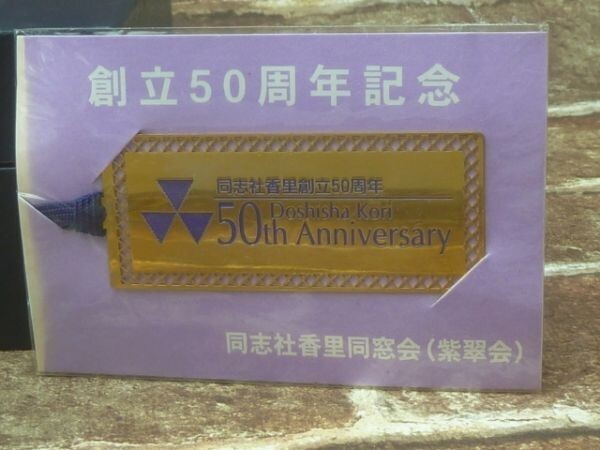 創立50周年記念
同志社香里創立50周年
Doshisha Kori
50th Anniversary
同志社香里同窓会(紫翠会)